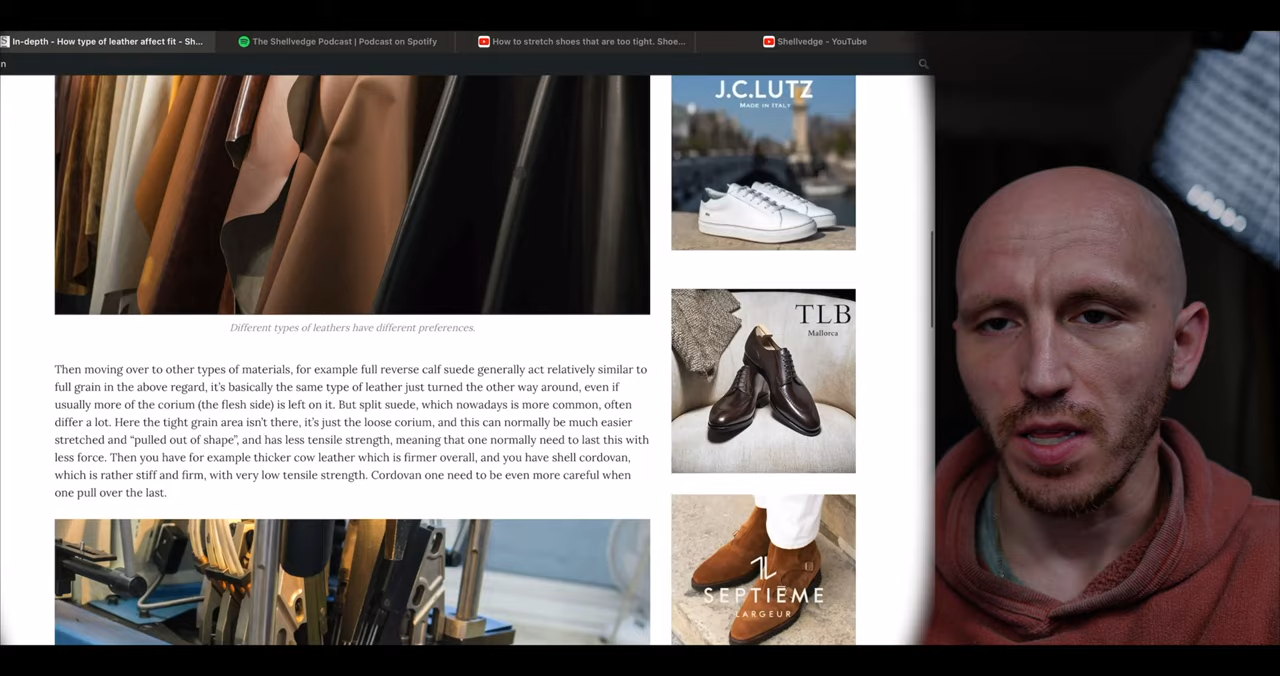 In-depth - How type of leather affect fit - Sh...
The Shellvedge Podcast | Podcast on Spotify
How to stretch shoes that are too tight. Shoe...
Shellvedge - YouTube
n
J.C.LUTZ
MADE IN ITALY
Different types of leathers have different preferences.
Then moving over to other types of materials, for example full reverse calf suede generally act relatively similar to
full grain in the above regard, it’s basically the same type of leather just turned the other way around, even if
usually more of the corium (the flesh side) is left on it. But split suede, which nowadays is more common, often
differ a lot. Here the tight grain area isn’t there, it’s just the loose corium, and this can normally be much easier
stretched and “pulled out of shape”, and has less tensile strength, meaning that one normally need to last this with
less force. Then you have for example thicker cow leather which is firmer overall, and you have shell cordovan,
which is rather stiff and firm, with very low tensile strength. Cordovan one need to be even more careful when
one pull over the last.
TLB
Mallorca
SEPTIÈME
LARGEUR